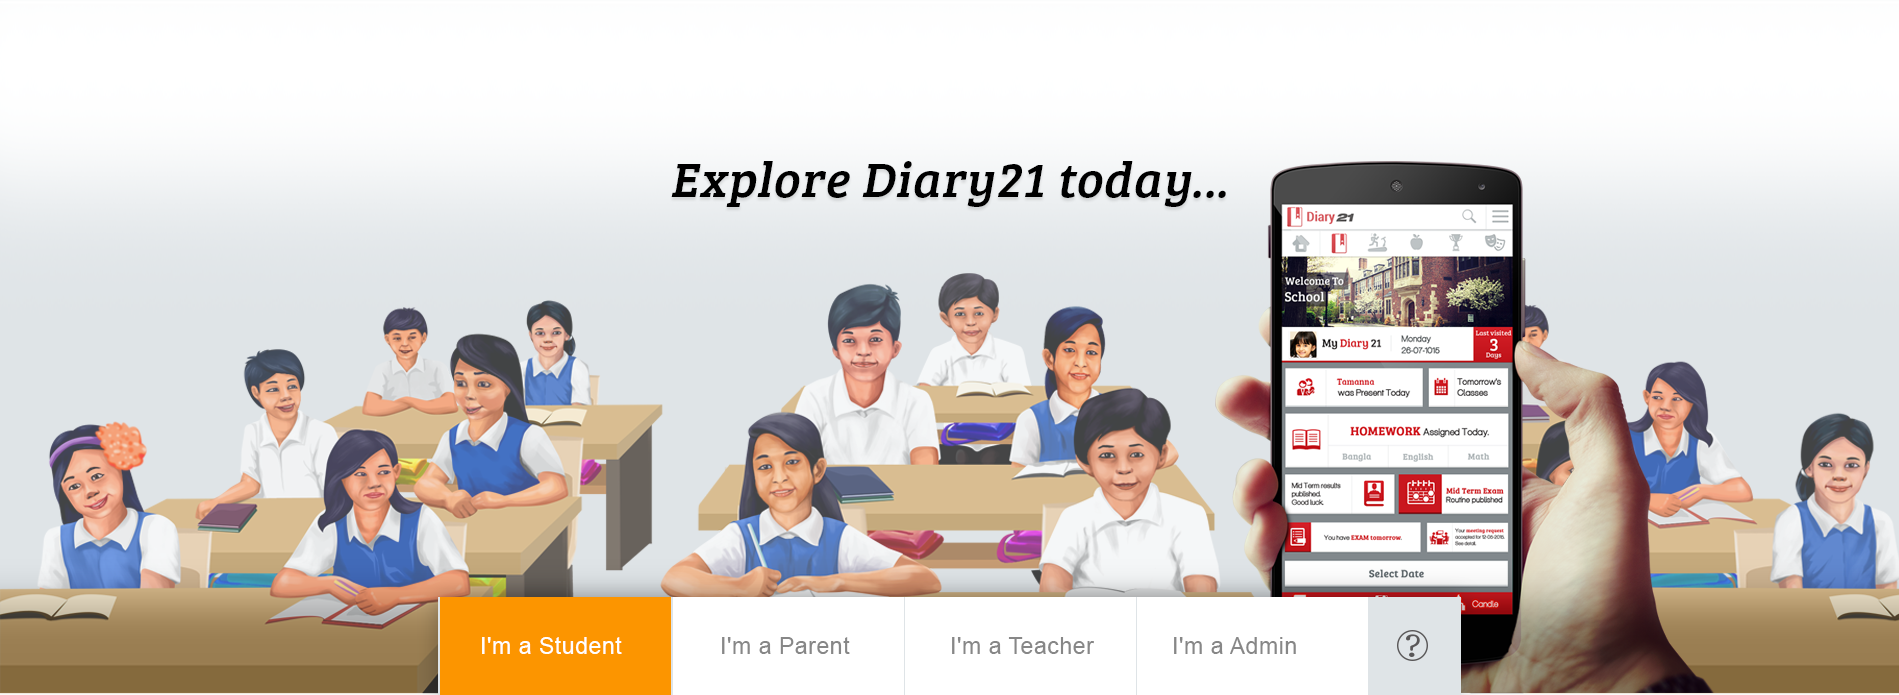 Explore Diary21 today...
Diary 21
Welcome To
School
My Diary 21
Monday
26-07-1015
Last visited
3
Days
Tamanna
was Present Today
Tomorrow's
Classes
HOMEWORK Assigned Today.
Bangla
English
Math
Mid Term results
published.
Good luck.
Mid Term Exam
Routine published
You have EXAM tomorrow.
Your meeting request
accepted for 12-08-2015.
See detail.
Select Date
Candle
I'm a Student
I'm a Parent
I'm a Teacher
I'm a Admin
?